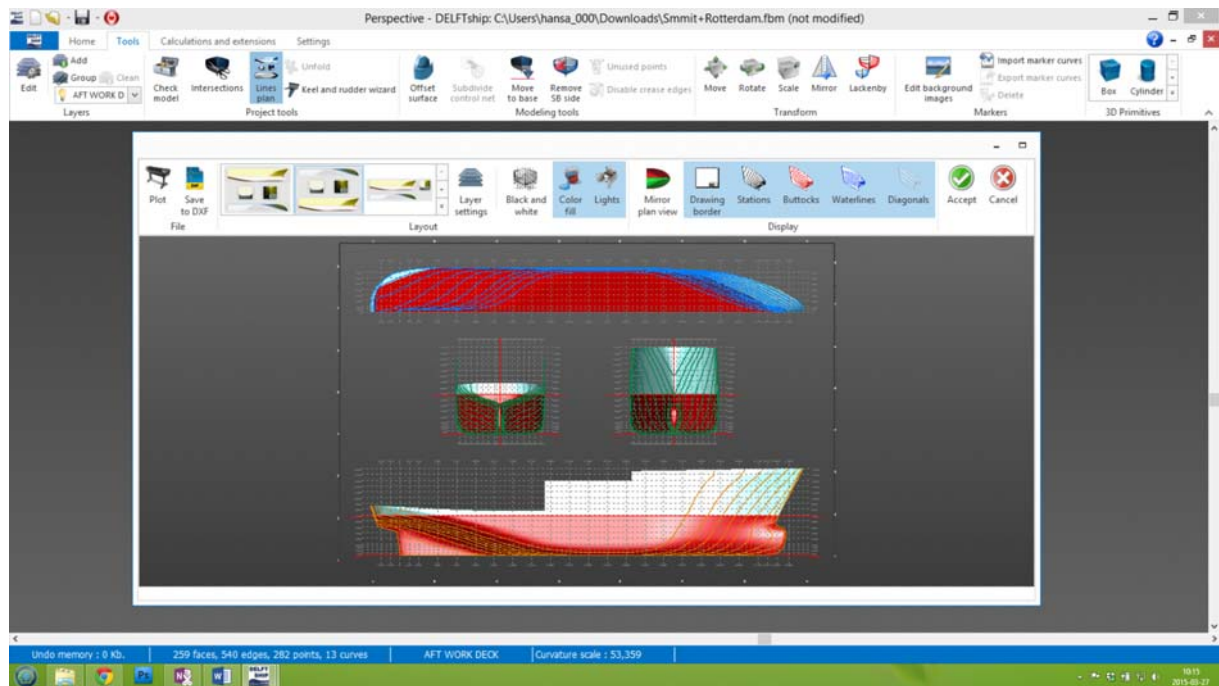 Perspective - DELFTship: C:\Users\hansa_000\Downloads\Smmit+Rotterdam.fbm (not modified)
Home Tools Calculations and extensions Settings
Edit
Add
Group Clean
AFT WORK D
Layers
Check model
Intersections
Lines plan
Unfold
Keel and rudder wizard
Project tools
Offset surface
Subdivide control net
Move to base
Remove SB side
Unused points
Disable crease edges
Modeling tools
Move
Rotate
Scale
Mirror
Lackenby
Transform
Edit background images
Import marker curves
Export marker curves
Delete
Markers
Box
Cylinder
3D Primitives
Plot
Save to DXF
File
Layer settings
Black and white
Color fill
Lights
Layout
Mirror plan view
Drawing border
Stations
Buttocks
Waterlines
Diagonals
Display
Accept
Cancel
Undo memory : 0 Kb.
259 faces, 540 edges, 282 points, 13 curves
AFT WORK DECK
Curvature scale : 53,359
DELFT SHIP
10:15
2015-03-27